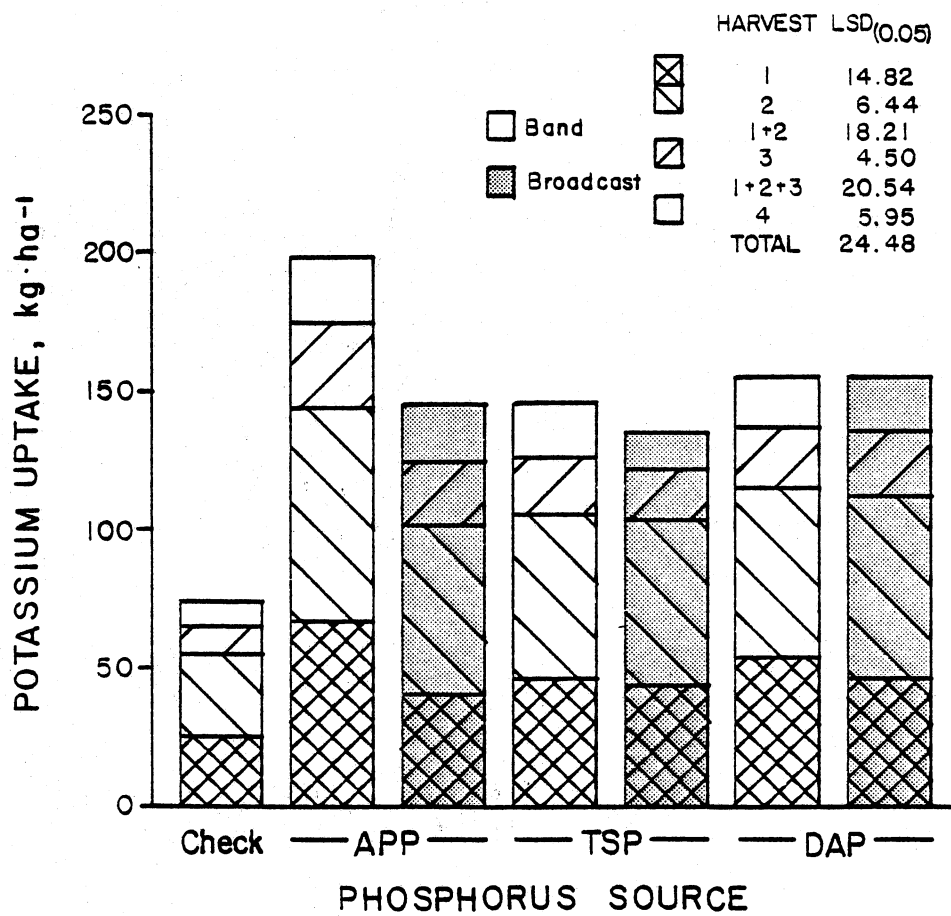 HARVEST LSD(0.05)
1 14.82
2 6.44
1+2 18.21
3 4.50
1+2+3 20.54
4 5.95
TOTAL 24.48
Band
Broadcast
POTASSIUM UPTAKE, kg·ha⁻¹
250
200
150
100
50
0
Check APP TSP DAP
PHOSPHORUS SOURCE